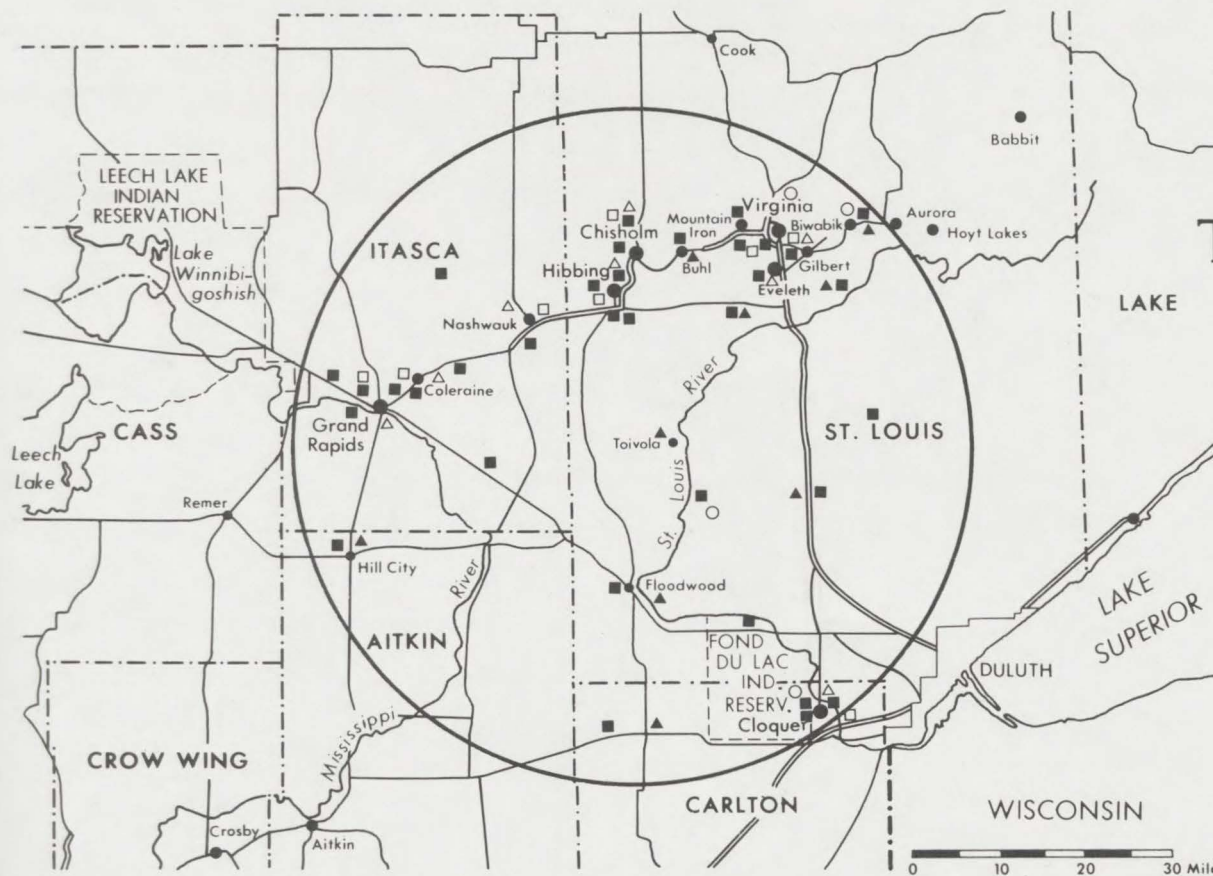 Cook
Babbit
LEECH LAKE
INDIAN
RESERVATION
Lake
Winnibi-
goshish
ITASCA
Chisholm
Mountain
Iron
Virginia
Biwabik
Aurora
Hoyt Lakes
Hibbing
Buhl
Gilbert
Eveleth
Nashwauk
LAKE
Coleraine
Grand
Rapids
CASS
Leech
Lake
River
Toivola
St. Louis
ST. LOUIS
Remer
Hill City
River
Floodwood
AITKIN
Mississippi
FOND
DU LAC
IND.
RESERV.
Cloquet
DULUTH
LAKE
SUPERIOR
CROW WING
CARLTON
WISCONSIN
Crosby
Aitkin
0 10 20 30